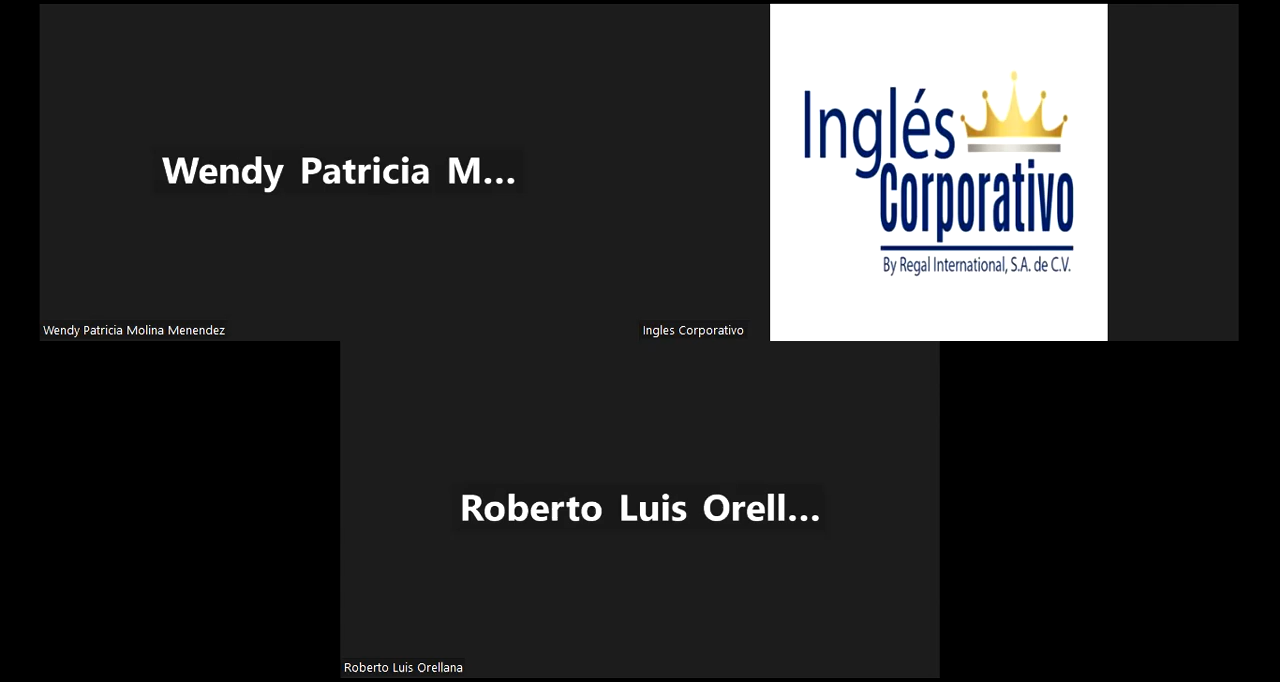 Wendy Patricia M...
Wendy Patricia Molina Menendez
Inglés
Corporativo
By Regal International, S.A. de C.V.
Ingles Corporativo
Roberto Luis Orell...
Roberto Luis Orellana